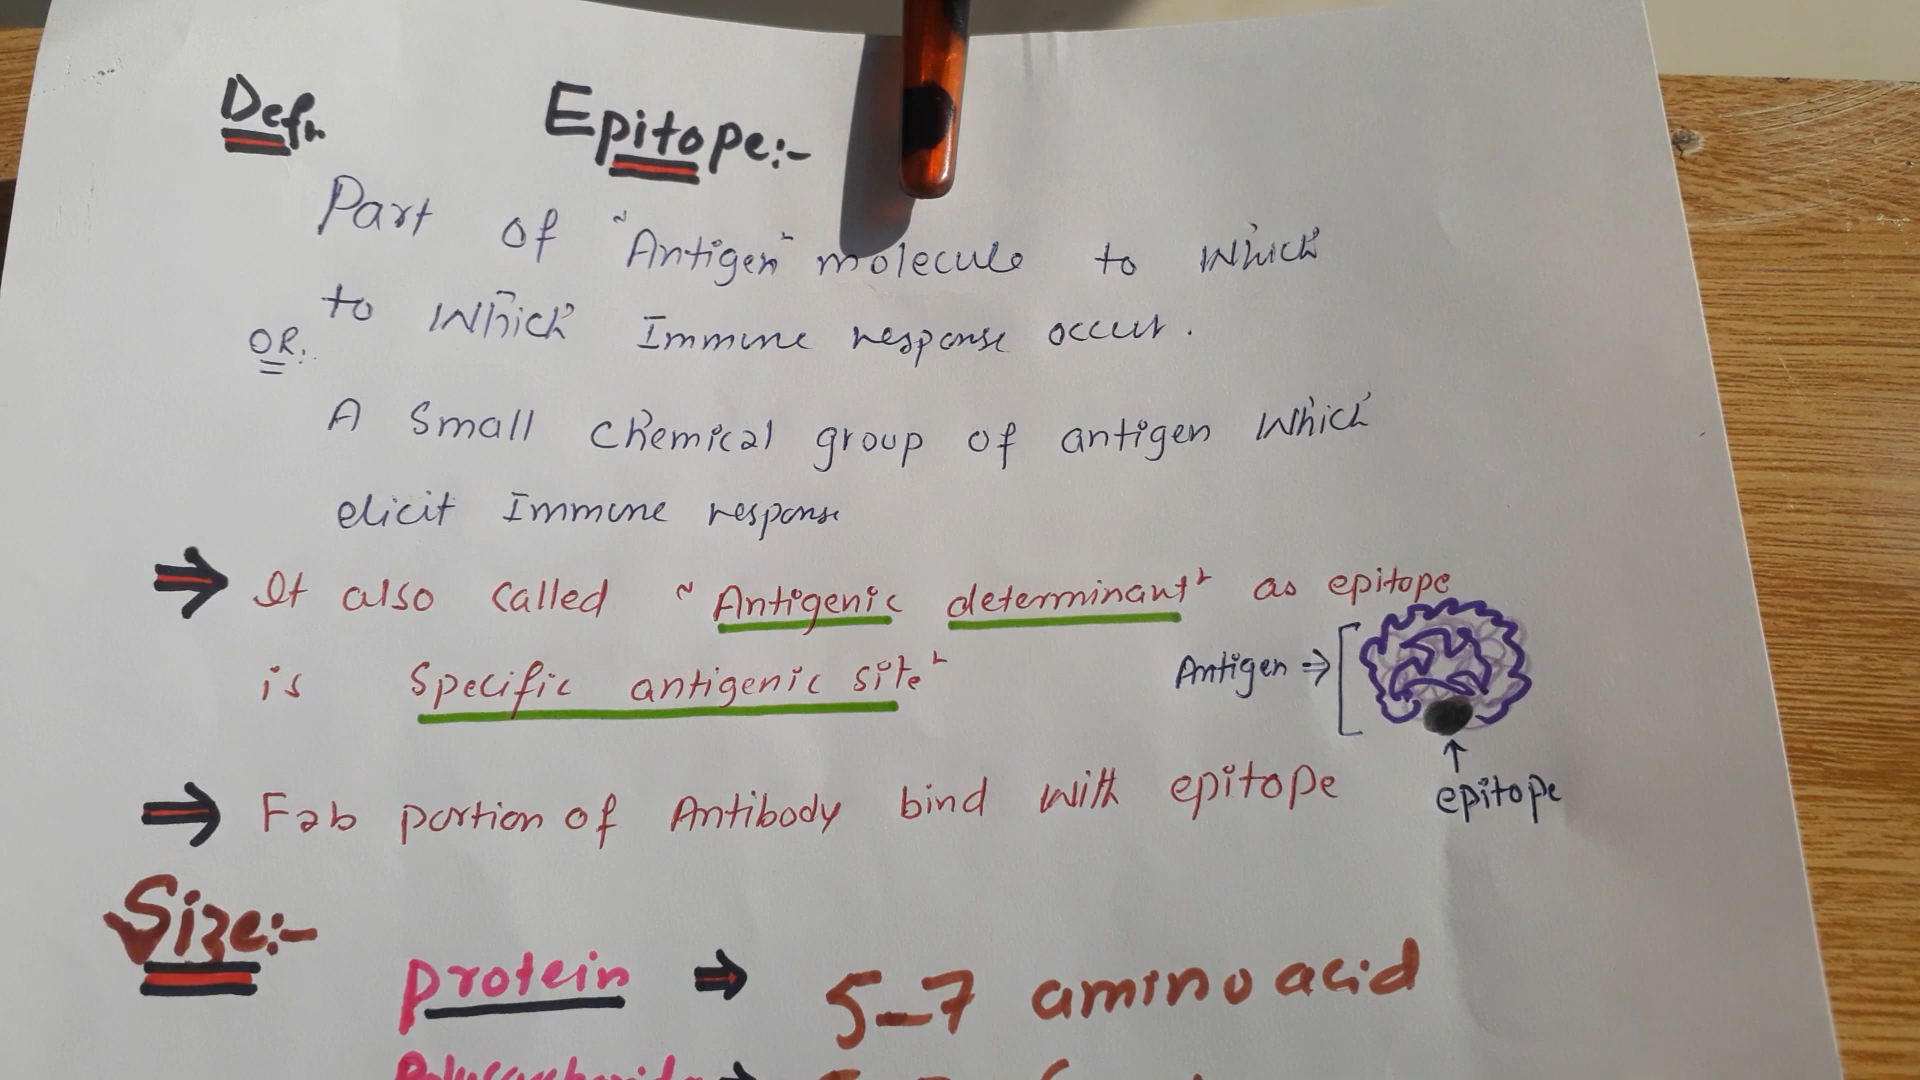 Defn Epitope:-
Part of "Antigen" molecule to which
to which Immune response occur.
OR.
A Small chemical group of antigen which
elicit Immune response
⇒ It also called "Antigenic determinant" as epitope
is Specific antigenic site"
Antigen ⇒
⇒ Fab portion of Antibody bind with epitope
↑
epitope
Size:-
Protein ⇒ 5-7 amino acid